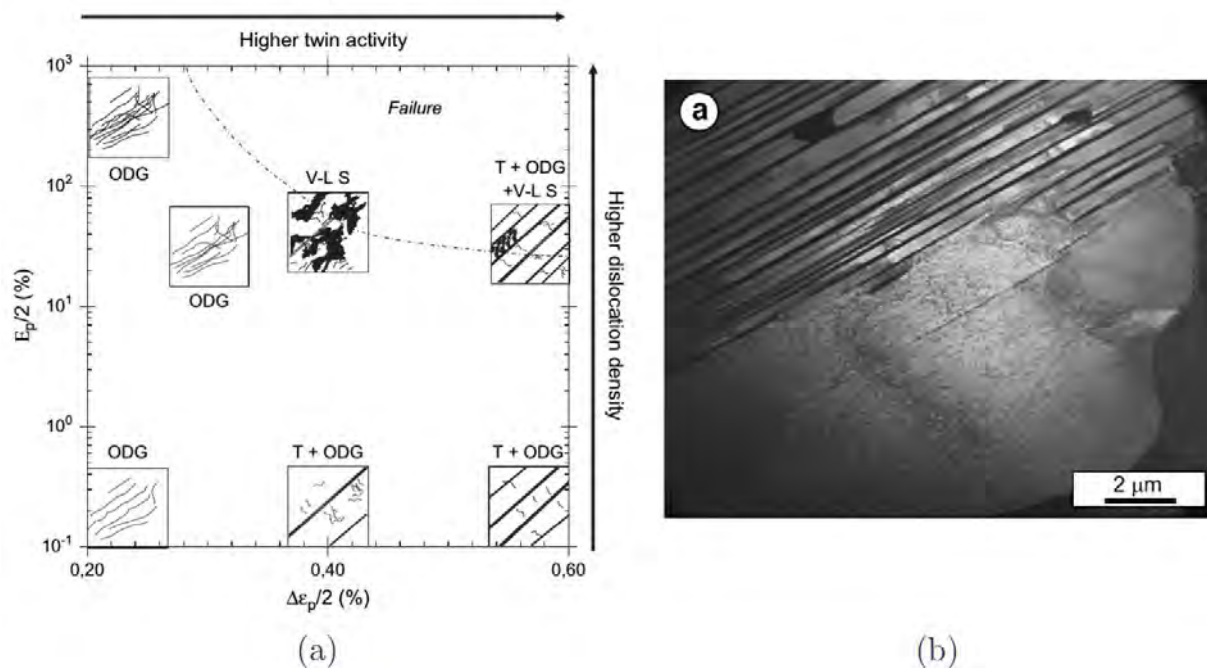 Higher twin activity
10³
Failure
ODG
10²
V-L S
T + ODG
+V-L S
ODG
10¹
Eₚ/2 (%)
Higher dislocation density
10⁰
ODG
T + ODG
T + ODG
10⁻¹
0,20
0,40
0,60
Δεₚ/2 (%)
(a)
a
2 μm
(b)